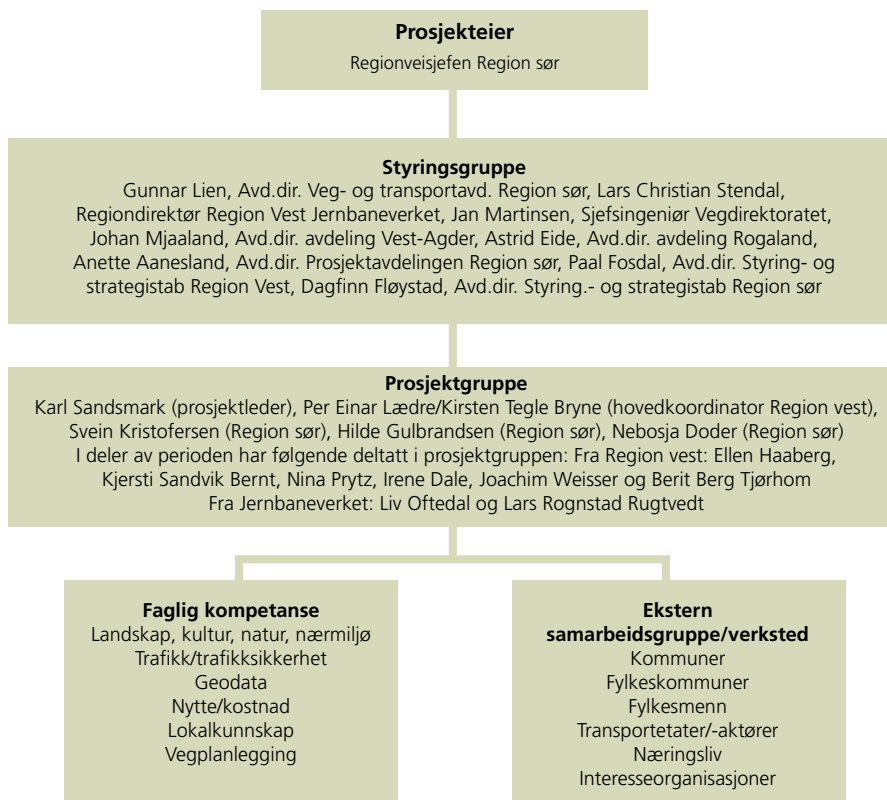 Prosjekteier
Regionveisjefen Region sør
Styringsgruppe
Gunnar Lien, Avd.dir. Veg- og transportavd. Region sør, Lars Christian Stendal,
Regiondirektør Region Vest Jernbaneverket, Jan Martinsen, Sjefsingeniør Vegdirektoratet,
Johan Mjaaland, Avd.dir. avdeling Vest-Agder, Astrid Eide, Avd.dir. avdeling Rogaland,
Anette Aanesland, Avd.dir. Prosjektavdelingen Region sør, Paal Fosdal, Avd.dir. Styring- og
strategistab Region Vest, Dagfinn Fløystad, Avd.dir. Styring.- og strategistab Region sør
Prosjektgruppe
Karl Sandsmark (prosjektleder), Per Einar Lædre/Kirsten Tegle Bryne (hovedkoordinator Region vest),
Svein Kristofersen (Region sør), Hilde Gulbrandsen (Region sør), Nebosja Doder (Region sør)
I deler av perioden har følgende deltatt i prosjektgruppen: Fra Region vest: Ellen Haaberg,
Kjersti Sandvik Bernt, Nina Prytz, Irene Dale, Joachim Weisser og Berit Berg Tjørhom
Fra Jernbaneverket: Liv Oftedal og Lars Rognstad Rugtvedt
Faglig kompetanse
Landskap, kultur, natur, nærmiljø
Trafikk/trafikksikkerhet
Geodata
Nytte/kostnad
Lokalkunnskap
Vegplanlegging
Ekstern
samarbeidsgruppe/verksted
Kommuner
Fylkeskommuner
Fylkesmenn
Transportetater/-aktører
Næringsliv
Interesseorganisasjoner